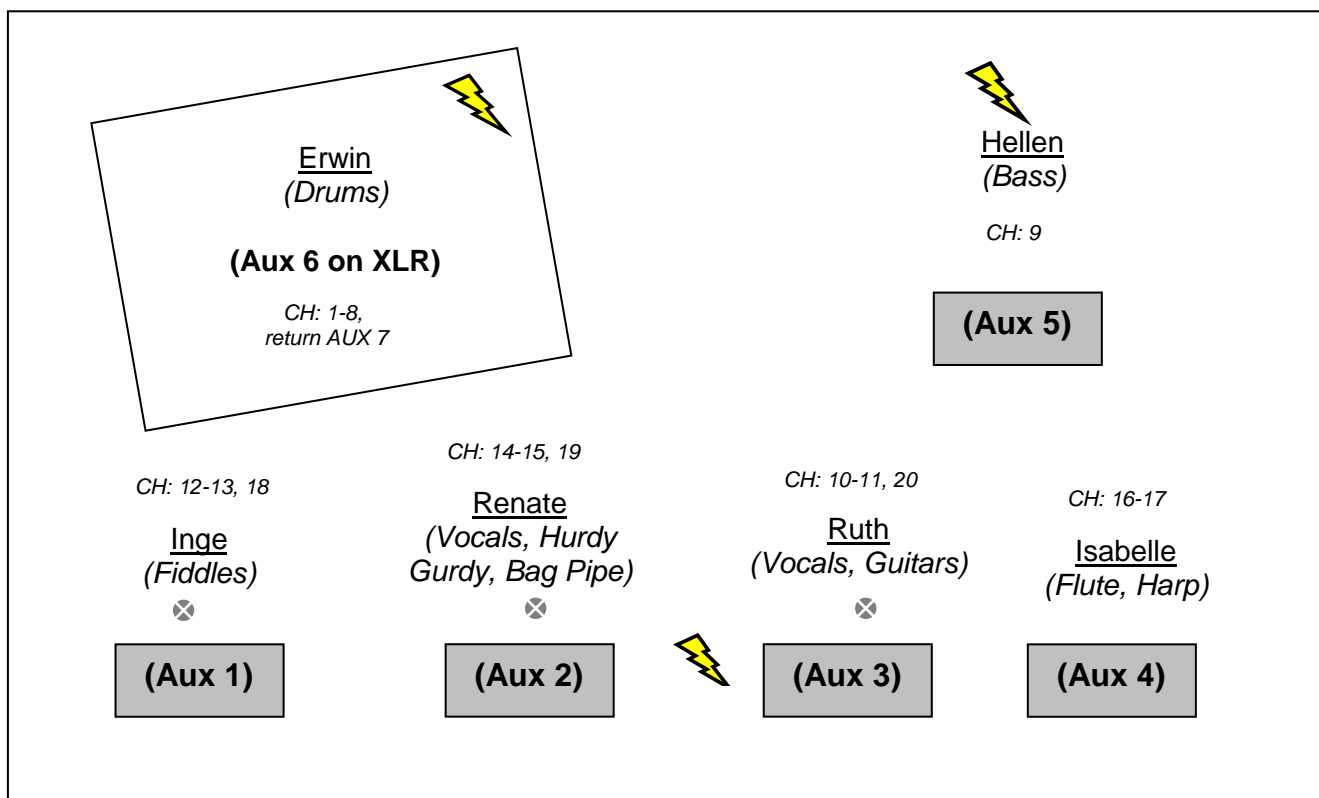 Erwin
(Drums)
(Aux 6 on XLR)
CH: 1-8,
return AUX 7
Hellen
(Bass)
CH: 9
(Aux 5)
CH: 12-13, 18
Inge
(Fiddles)
(Aux 1)
CH: 14-15, 19
Renate
(Vocals, Hurdy
Gurdy, Bag Pipe)
(Aux 2)
CH: 10-11, 20
Ruth
(Vocals, Guitars)
(Aux 3)
CH: 16-17
Isabelle
(Flute, Harp)
(Aux 4)